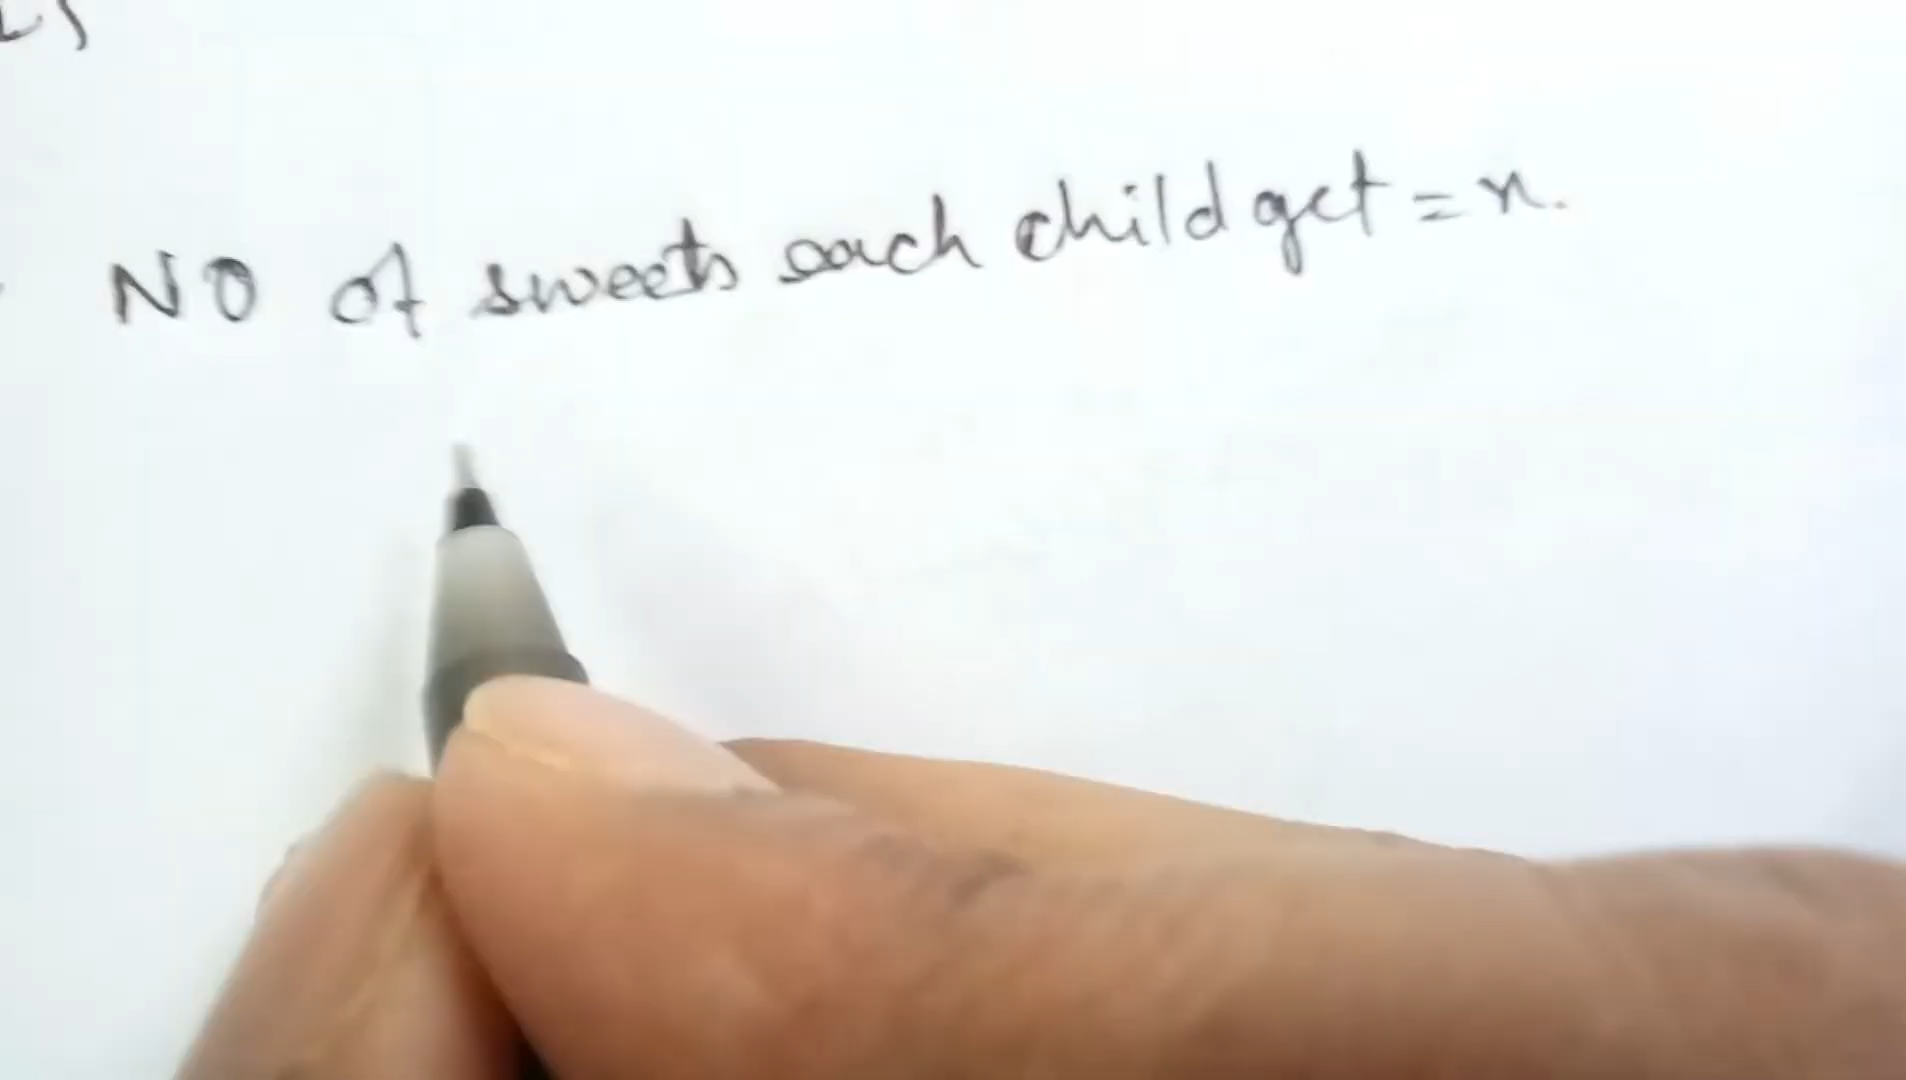 NO of sweets each child get = x.